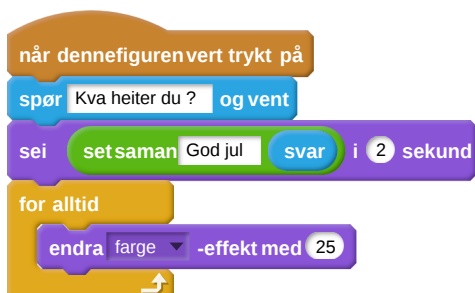 når dennefiguren vert trykt på
spør Kva heiter du ? og vent
sei set saman God jul svar i 2 sekund
for alltid
endra farge -effekt med 25